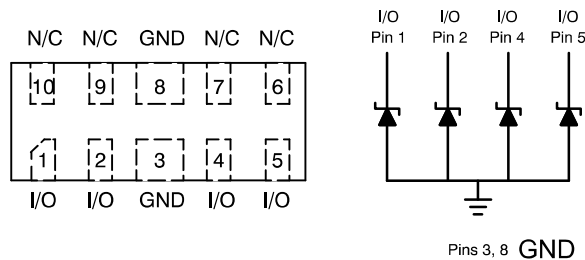 N/C N/C GND N/C N/C
10 9 8 7 6
1 2 3 4 5
I/O I/O GND I/O I/O
I/O I/O I/O I/O
Pin 1 Pin 2 Pin 4 Pin 5
Pins 3, 8 GND